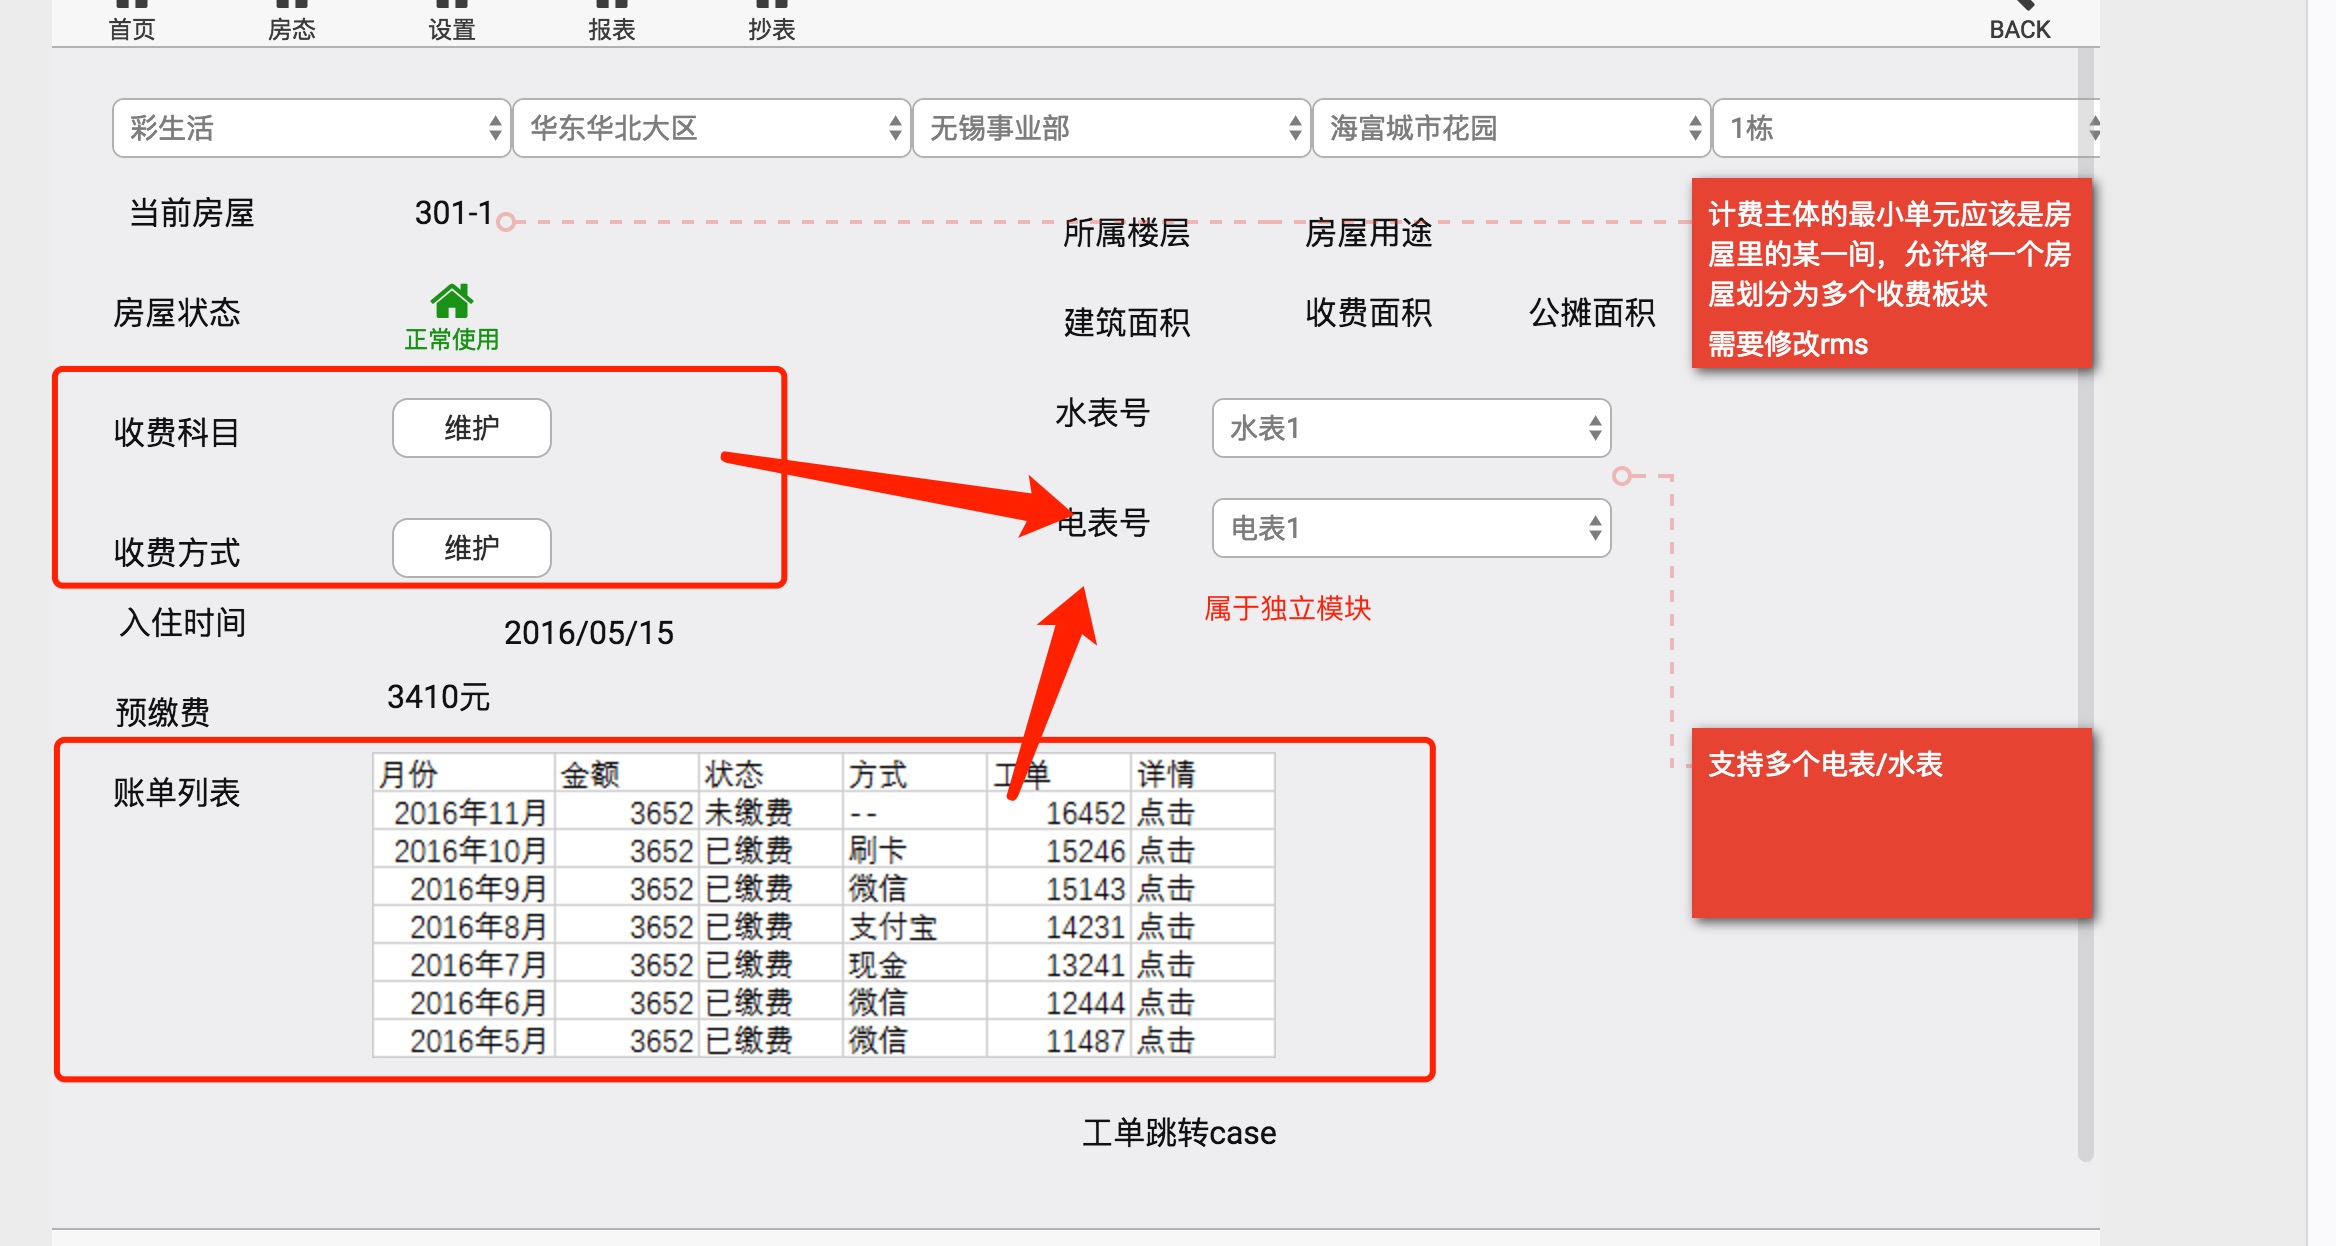 首页 房态 设置 报表 抄表 BACK
彩生活 华东华北大区 无锡事业部 海富城市花园 1栋
当前房屋 301-1 所属楼层 房屋用途
房屋状态 正常使用 建筑面积 收费面积 公摊面积
计费主体的最小单元应该是房
屋里的某一间，允许将一个房
屋划分为多个收费板块
需要修改rms
收费科目 维护 水表号 水表1
收费方式 维护 电表号 电表1
属于独立模块
入住时间 2016/05/15
预缴费 3410元
支持多个电表/水表
账单列表
月份 金额 状态 方式 工单 详情
2016年11月 3652 未缴费 -- 16452 点击
2016年10月 3652 已缴费 刷卡 15246 点击
2016年9月 3652 已缴费 微信 15143 点击
2016年8月 3652 已缴费 支付宝 14231 点击
2016年7月 3652 已缴费 现金 13241 点击
2016年6月 3652 已缴费 微信 12444 点击
2016年5月 3652 已缴费 微信 11487 点击
工单跳转case